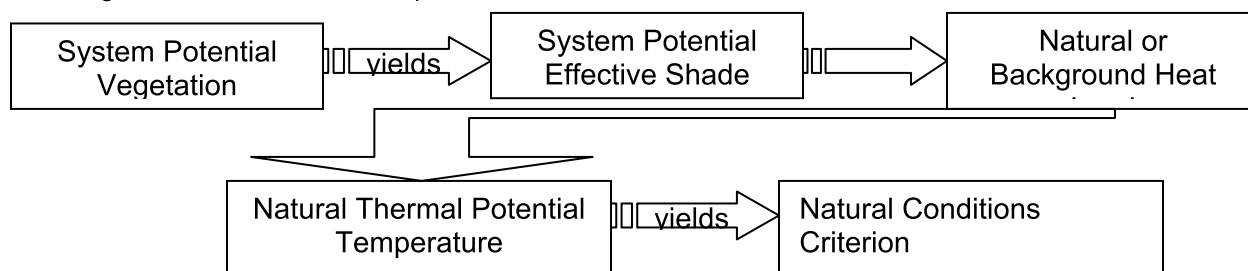 System Potential
Vegetation
yields
System Potential
Effective Shade
Natural or
Background Heat
Natural Thermal Potential
Temperature
yields
Natural Conditions
Criterion